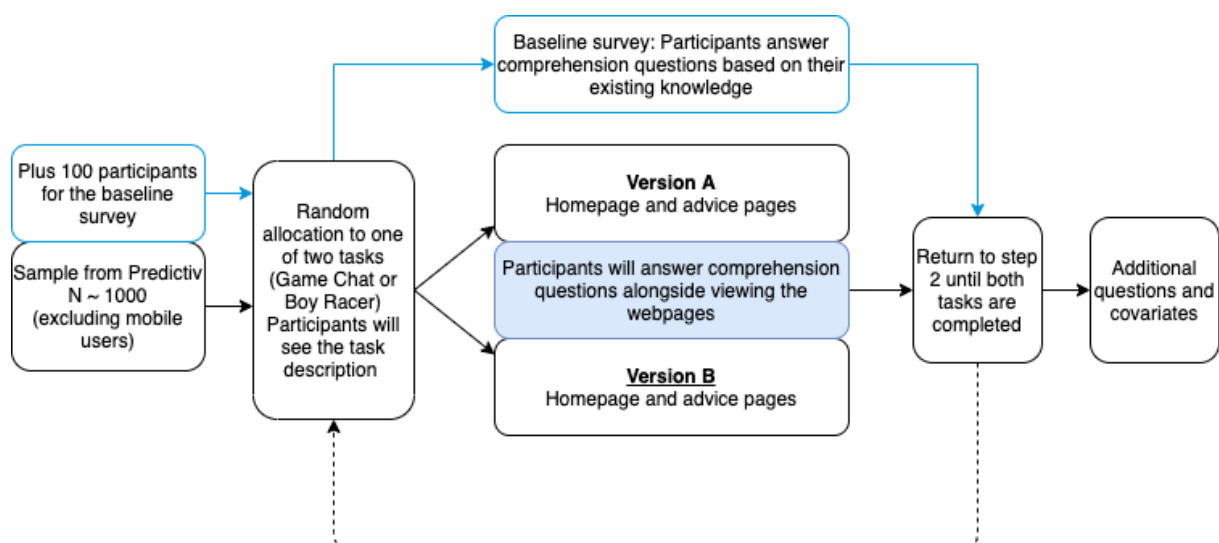 Baseline survey: Participants answer
comprehension questions based on their
existing knowledge
Plus 100 participants
for the baseline
survey
Sample from Predictiv
N ~ 1000
(excluding mobile
users)
Random
allocation to one
of two tasks
(Game Chat or
Boy Racer)
Participants will
see the task
description
Version A
Homepage and advice pages
Participants will answer comprehension
questions alongside viewing the
webpages
Version B
Homepage and advice pages
Return to step
2 until both
tasks are
completed
Additional
questions and
covariates